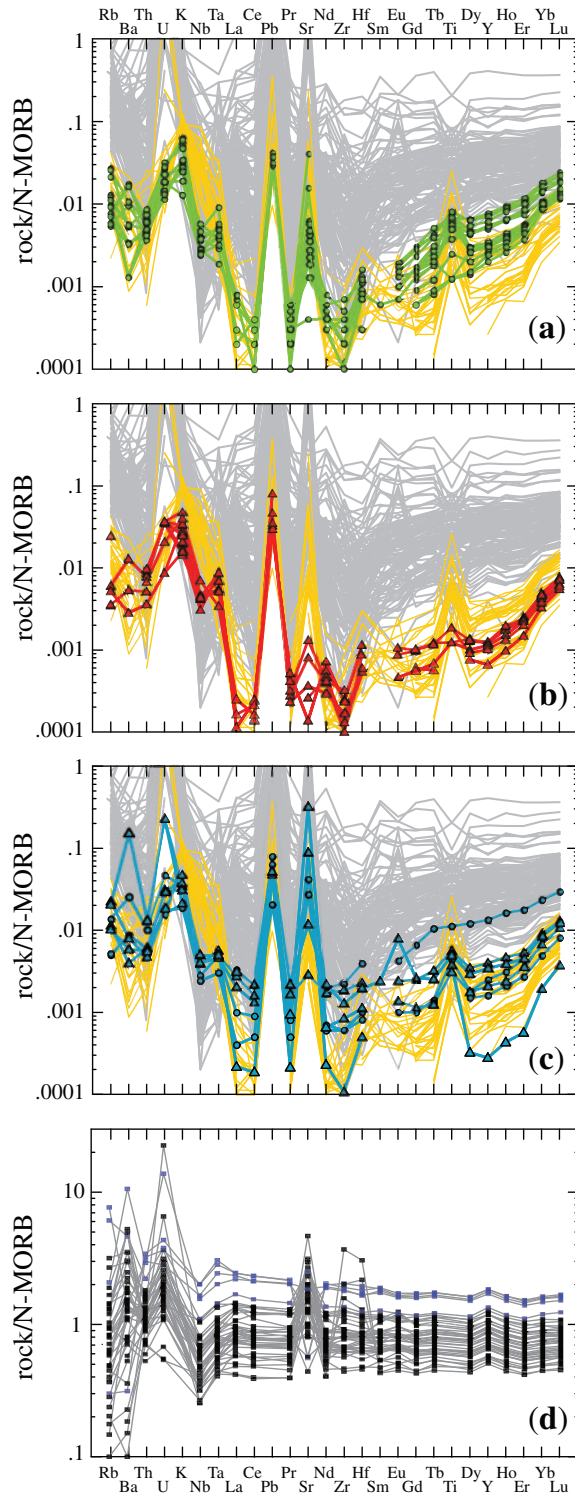 Rb Th K Ta Ce Pr Nd Hf Eu Tb Dy Ho Yb
Ba U Nb La Pb Sr Zr Sm Gd Ti Y Er Lu
1
.1
.01
.001
.0001
rock/N-MORB
(a)
1
.1
.01
.001
.0001
rock/N-MORB
(b)
1
.1
.01
.001
.0001
rock/N-MORB
(c)
10
1
.1
rock/N-MORB
(d)
Rb Th K Ta Ce Pr Nd Hf Eu Tb Dy Ho Yb
Ba U Nb La Pb Sr Zr Sm Gd Ti Y Er Lu